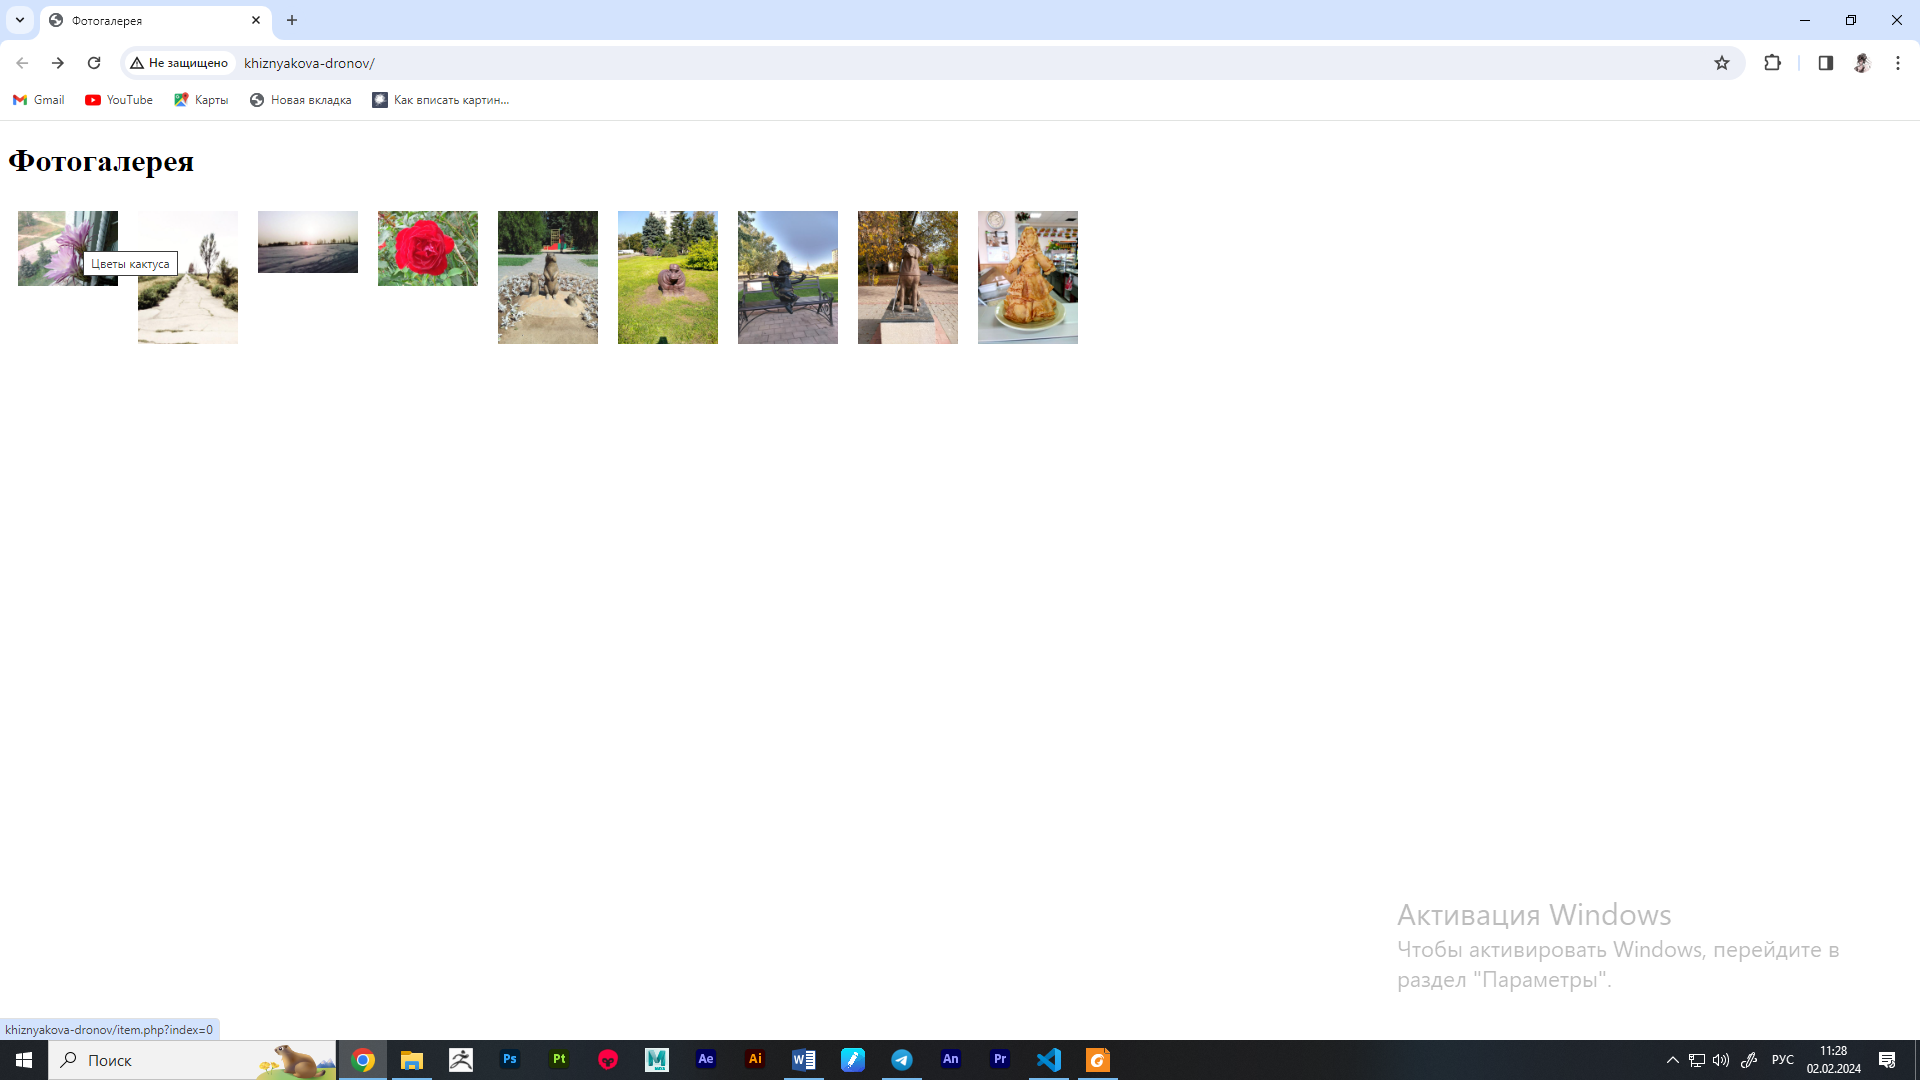 Фотогалерея
Не защищено
khiznyakova-dronov/
Gmail
YouTube
Карты
Новая вкладка
Как вписать картин...
Фотогалерея
Цветы кактуса
Активация Windows
Чтобы активировать Windows, перейдите в
раздел "Параметры".
khiznyakova-dronov/item.php?index=0
Поиск
Ps
Pt
M
Ae
Ai
W
An
Pr
РУС
11:28
02.02.2024